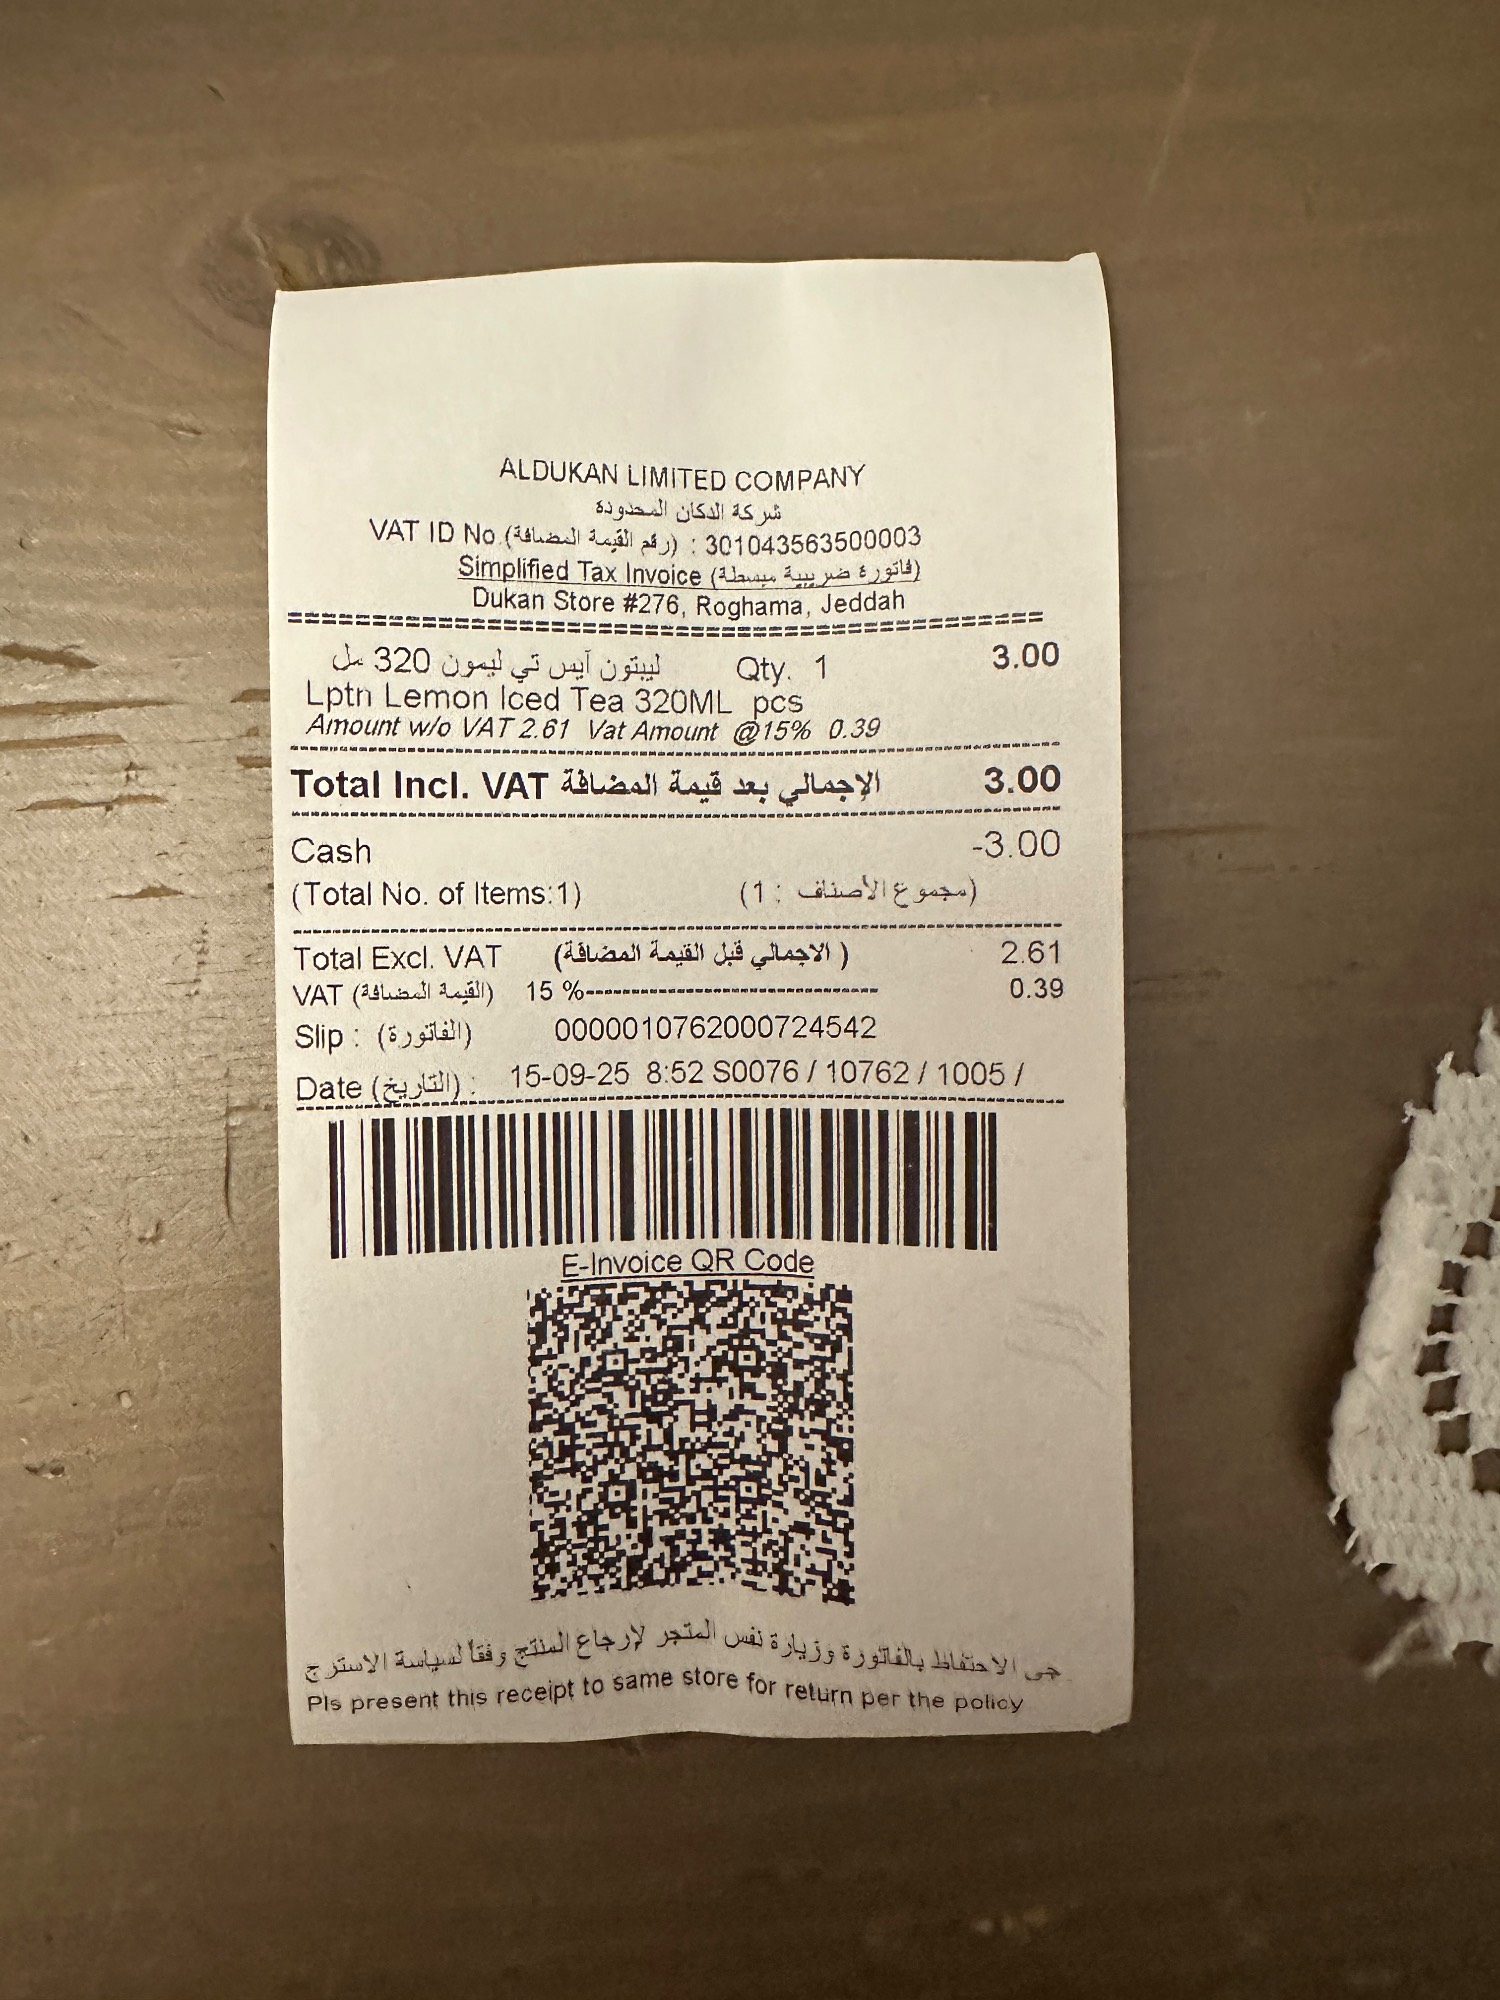 ALDUKAN LIMITED COMPANY
شركة الدكان المحدودة
VAT ID No.(رقم القيمة المضافة) : 301043563500003
Simplified Tax Invoice (فاتورة ضريبية مبسطة)
Dukan Store #276, Roghama, Jeddah
ليبتون آيس تي ليمون 320 مل Qty. 1 3.00
Lptn Lemon Iced Tea 320ML pcs
Amount w/o VAT 2.61 Vat Amount @15% 0.39
Total Incl. VAT الإجمالي بعد قيمة المضافة 3.00
Cash -3.00
(Total No. of Items:1) (مجموع الأصناف : 1)
Total Excl. VAT (الاجمالي قبل القيمة المضافة ) 2.61
VAT (القيمة المضافة) 15 %-------------------------------- 0.39
Slip : (الفاتورة) 0000010762000724542
Date (التاريخ) : 15-09-25 8:52 S0076 / 10762 / 1005 /
E-Invoice QR Code
جى الاحتفاظ بالفاتورة وزيارة نفس المتجر لإرجاع المنتج وفقاً لسياسة الاسترج
Pls present this receipt to same store for return per the policy